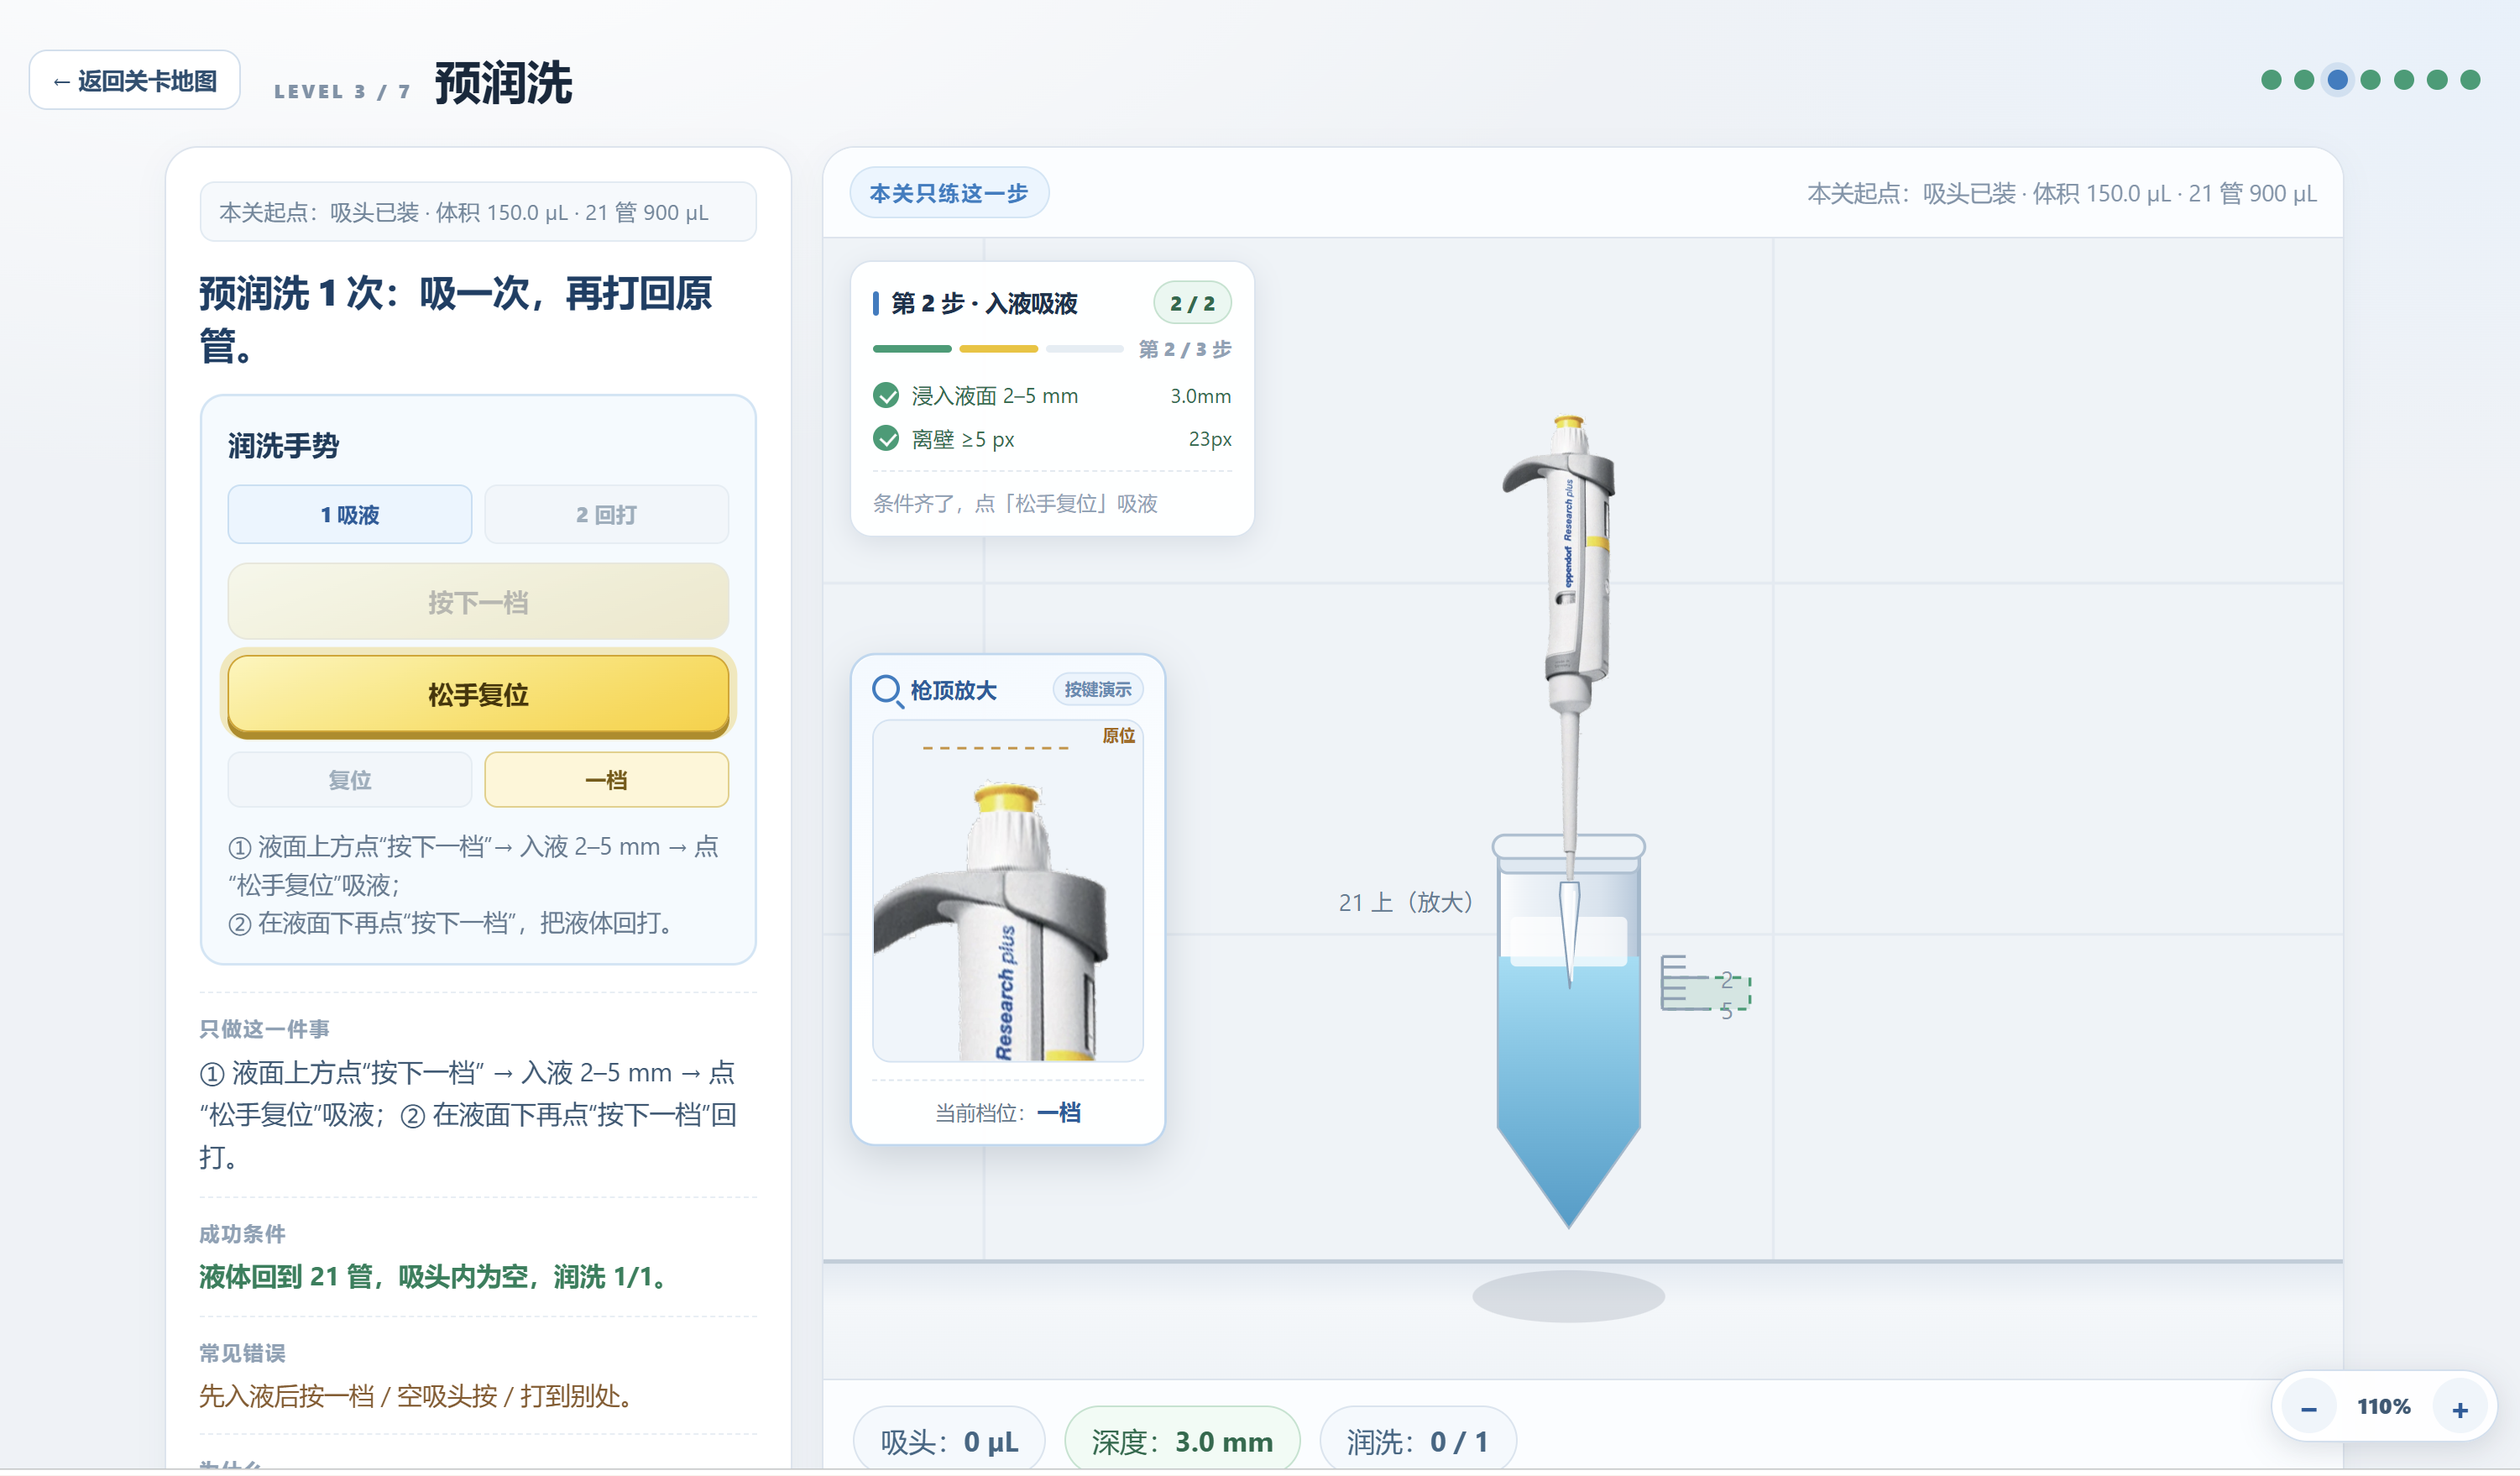 ← 返回关卡地图
LEVEL 3 / 7
预润洗
本关起点：吸头已装 · 体积 150.0 µL · 21 管 900 µL
预润洗 1 次：吸一次，再打回原
管。
润洗手势
1 吸液
2 回打
按下一档
松手复位
复位
一档
① 液面上方点“按下一档”→ 入液 2–5 mm → 点
“松手复位”吸液；
② 在液面下再点“按下一档”，把液体回打。
只做这一件事
① 液面上方点“按下一档” → 入液 2–5 mm → 点
“松手复位”吸液；② 在液面下再点“按下一档”回
打。
成功条件
液体回到 21 管，吸头内为空，润洗 1/1。
常见错误
先入液后按一档 / 空吸头按 / 打到别处。
为什么
本关只练这一步
本关起点：吸头已装 · 体积 150.0 µL · 21 管 900 µL
第 2 步 · 入液吸液
2 / 2
第 2 / 3 步
浸入液面 2–5 mm
3.0mm
离壁 ≥5 px
23px
条件齐了，点「松手复位」吸液
枪顶放大
按键演示
原位
Research plus
当前档位：一档
eppendorf Research plus
21 上（放大）
2
5
吸头：0 µL
深度：3.0 mm
润洗：0 / 1
−
110%
+